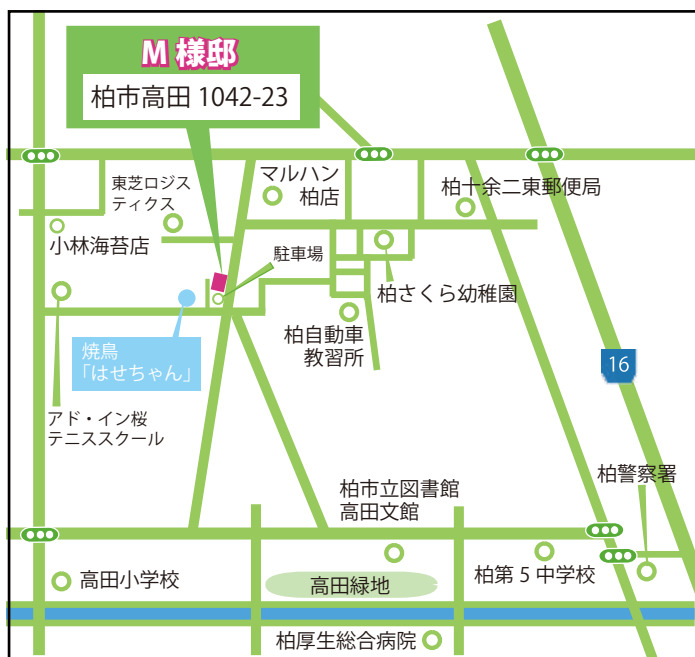 M 様邸
柏市高田 1042-23
東芝ロジス
ティクス
マルハン
柏店
柏十余二東郵便局
小林海苔店
駐車場
柏さくら幼稚園
柏自動車
教習所
焼鳥
「はせちゃん」
16
アド・イン桜
テニススクール
柏市立図書館
高田文館
柏警察署
高田小学校
高田緑地
柏第 5 中学校
柏厚生総合病院